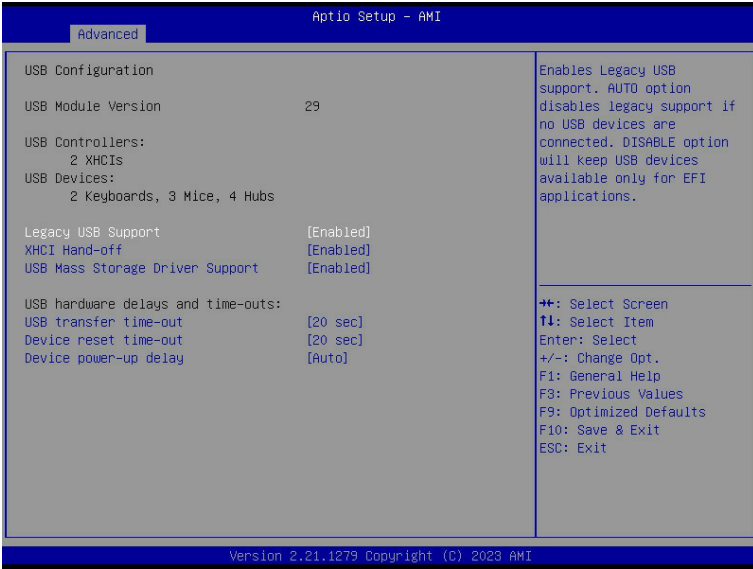 Aptio Setup - AMI
Advanced
USB Configuration
USB Module Version 29
USB Controllers:
2 XHCIs
USB Devices:
2 Keyboards, 3 Mice, 4 Hubs
Legacy USB Support [Enabled]
XHCI Hand-off [Enabled]
USB Mass Storage Driver Support [Enabled]
USB hardware delays and time-outs:
USB transfer time-out [20 sec]
Device reset time-out [20 sec]
Device power-up delay [Auto]
Enables Legacy USB
support. AUTO option
disables legacy support if
no USB devices are
connected. DISABLE option
will keep USB devices
available only for EFI
applications.
→←: Select Screen
↑↓: Select Item
Enter: Select
+/-: Change Opt.
F1: General Help
F3: Previous Values
F9: Optimized Defaults
F10: Save & Exit
ESC: Exit
Version 2.21.1279 Copyright (C) 2023 AMI